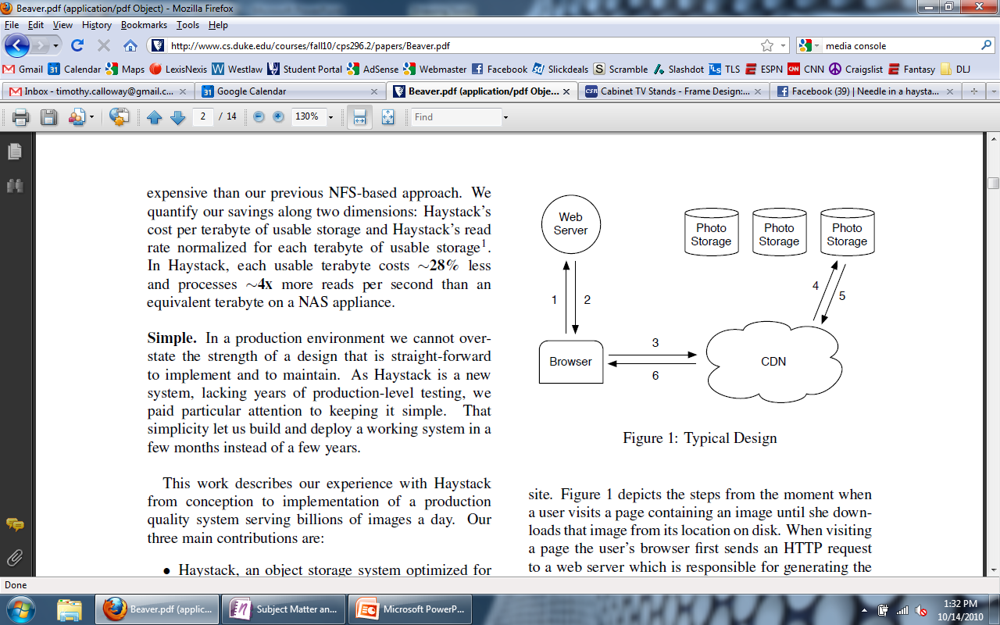 Beaver.pdf (application/pdf Object) - Mozilla Firefox
File Edit View History Bookmarks Tools Help
http://www.cs.duke.edu/courses/fall10/cps296.2/papers/Beaver.pdf
media console
Gmail 31 Calendar Maps LexisNexis Westlaw Student Portal AdSense Webmaster Facebook sd Slickdeals S Scramble Slashdot TLS ESPN CNN CNN Craigslist Fantasy DLJ
Inbox - timothy.calloway@gmail.c... 31 Google Calendar Beaver.pdf (application/pdf Obje... csn Cabinet TV Stands - Frame Design:... Facebook (39) | Needle in a haysta...
2 / 14 130% Find
expensive than our previous NFS-based approach. We
quantify our savings along two dimensions: Haystack's
cost per terabyte of usable storage and Haystack's read
rate normalized for each terabyte of usable storage1.
In Haystack, each usable terabyte costs ~28% less
and processes ~4x more reads per second than an
equivalent terabyte on a NAS appliance.
Simple. In a production environment we cannot over-
state the strength of a design that is straight-forward
to implement and to maintain. As Haystack is a new
system, lacking years of production-level testing, we
paid particular attention to keeping it simple. That
simplicity let us build and deploy a working system in a
few months instead of a few years.
This work describes our experience with Haystack
from conception to implementation of a production
quality system serving billions of images a day. Our
three main contributions are:
• Haystack, an object storage system optimized for
Web
Server
Photo
Storage
Photo
Storage
Photo
Storage
1
2
4
5
Browser
3
6
CDN
Figure 1: Typical Design
site. Figure 1 depicts the steps from the moment when
a user visits a page containing an image until she down-
loads that image from its location on disk. When visiting
a page the user's browser first sends an HTTP request
to a web server which is responsible for generating the
Done
Beaver.pdf (applic... Subject Matter an... Microsoft PowerP...
1:32 PM
10/14/2010